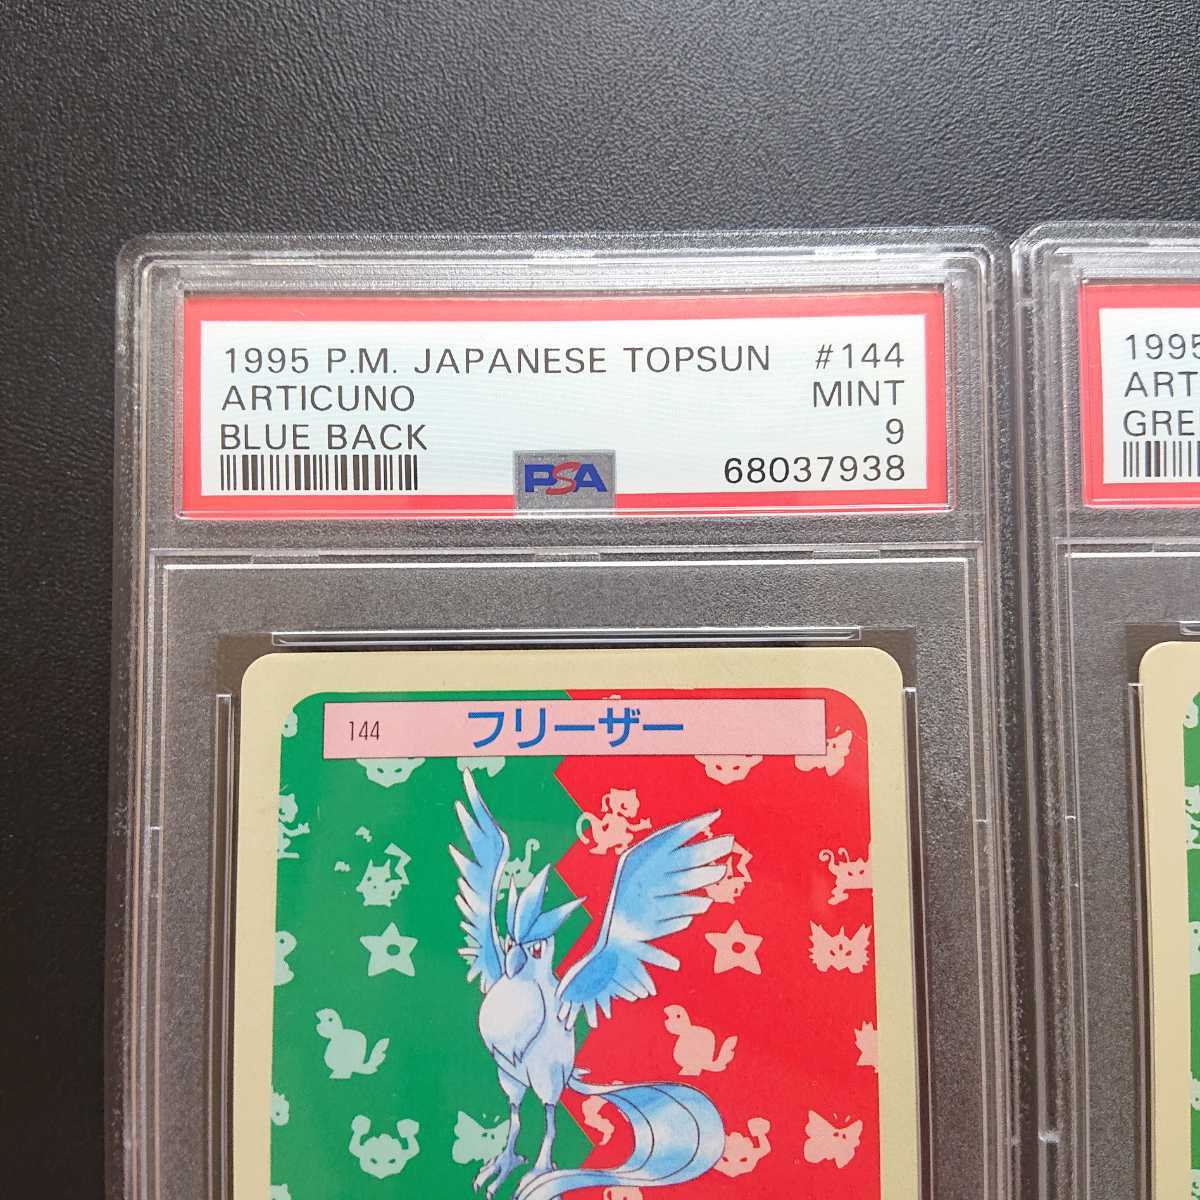 1995 P.M. JAPANESE TOPSUN #144
ARTICUNO MINT
BLUE BACK 9
PSA 68037938
144 フリーザー
1995
ART
GRE